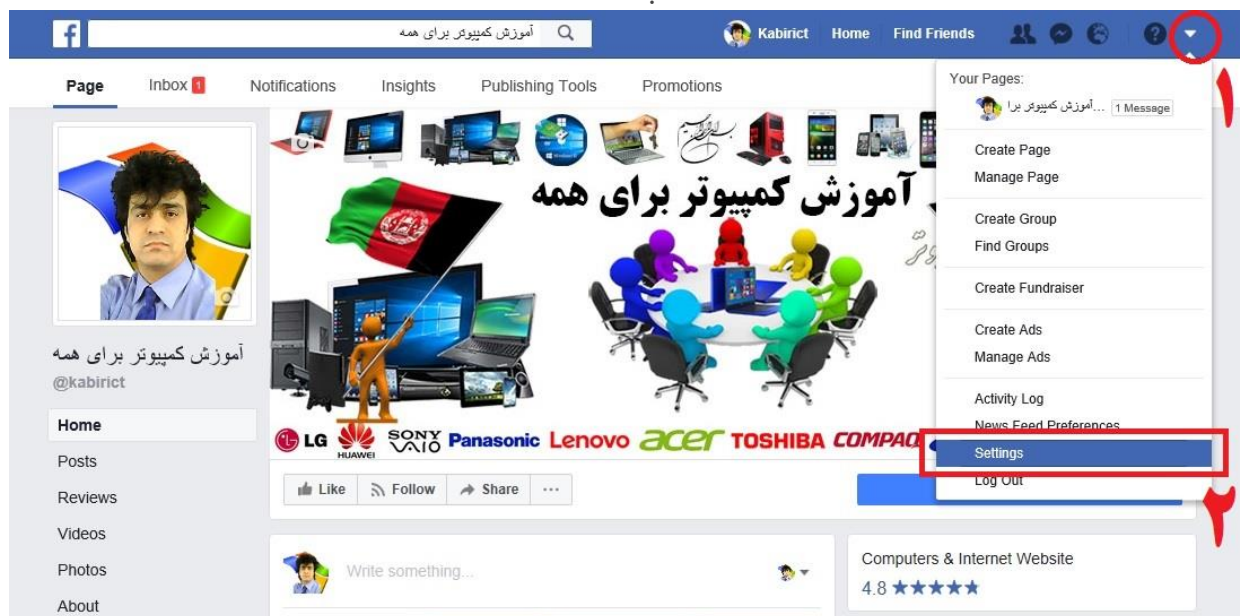 آموزش کمپیوتر برای همه
Kabirict Home Find Friends
Page Inbox 1 Notifications Insights Publishing Tools Promotions
Your Pages:
آموزش کمپیوتر برا... 1 Message
Create Page
Manage Page
Create Group
Find Groups
Create Fundraiser
Create Ads
Manage Ads
Activity Log
News Feed Preferences
Settings
Log Out
۱
۲
آموزش کمپیوتر برای همه
LG HUAWEI SONY VAIO Panasonic Lenovo acer TOSHIBA COMPAQ
آموزش کمپیوتر برای همه
@kabirict
Home
Posts
Reviews
Videos
Photos
About
Like Follow Share ...
Write something...
Computers & Internet Website
4.8 ★★★★★